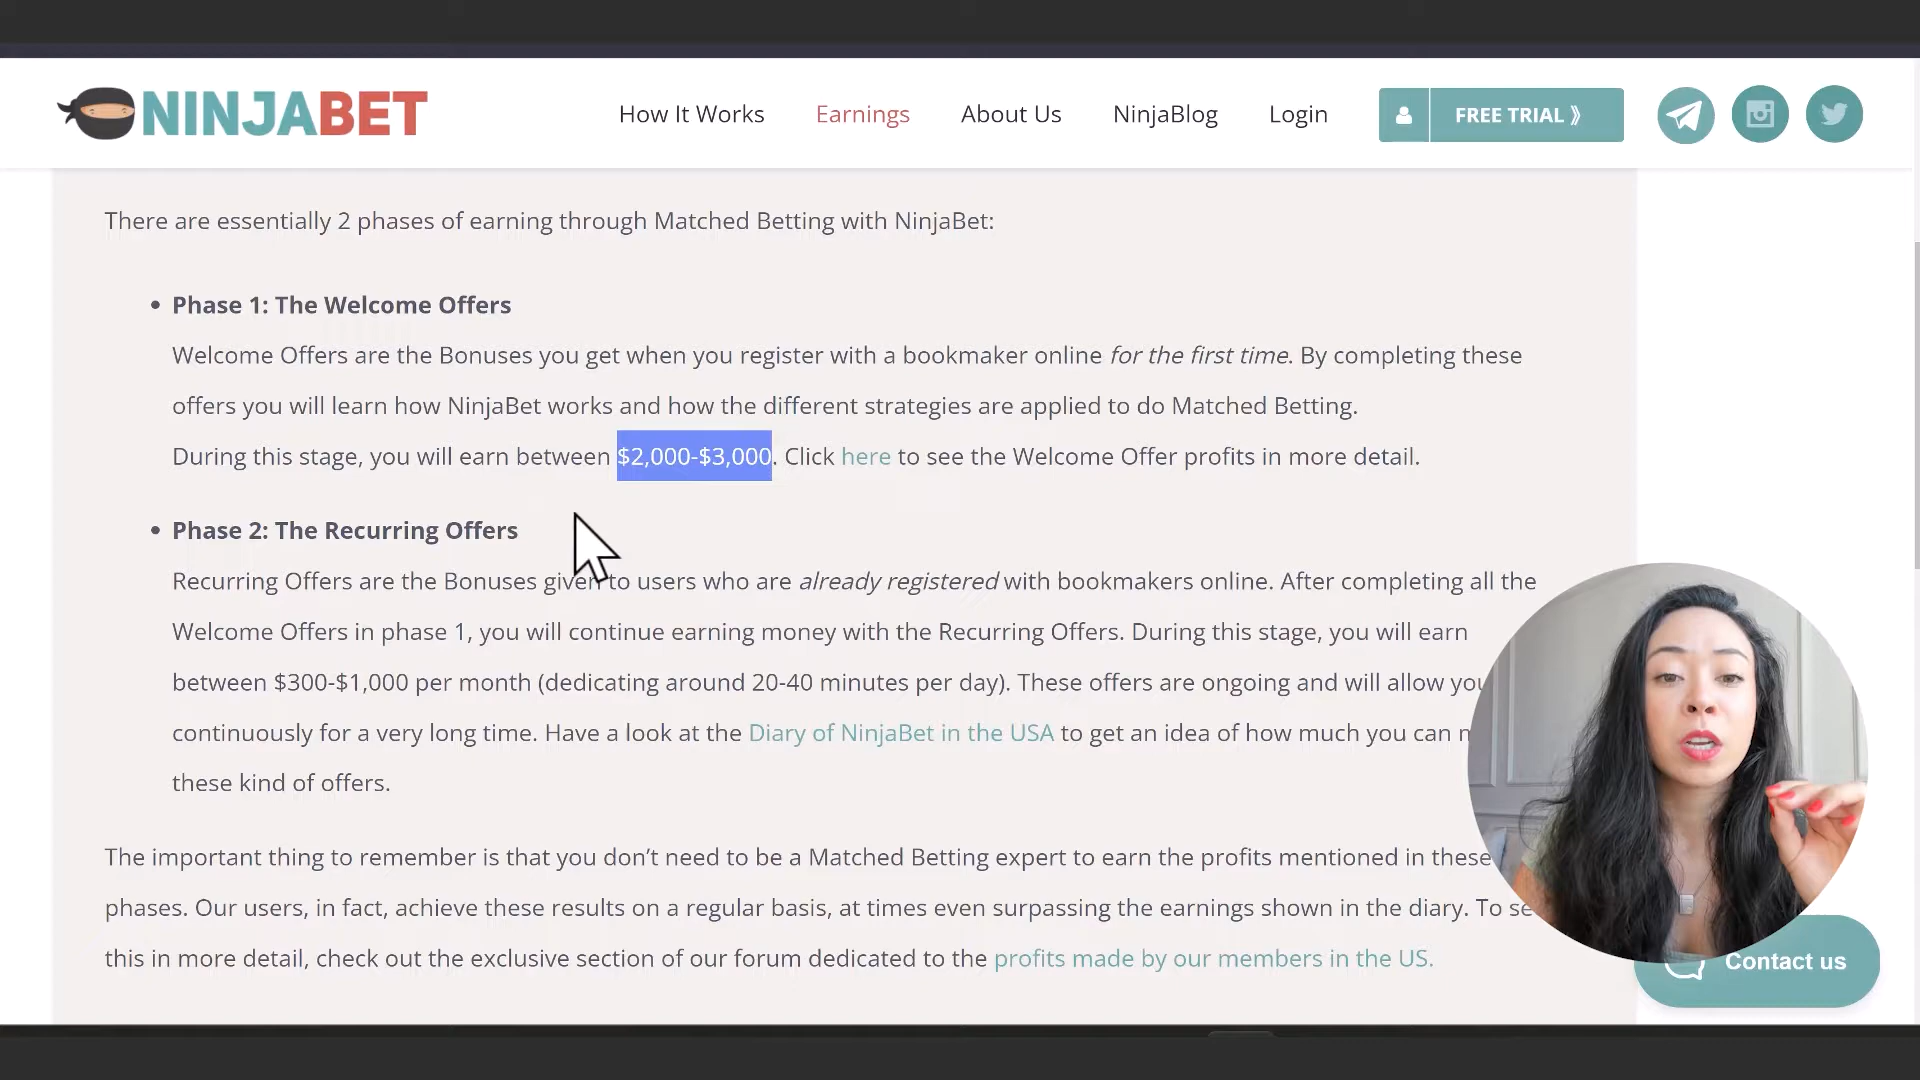 NINJABET
How It Works
Earnings
About Us
NinjaBlog
Login
FREE TRIAL ⟫
There are essentially 2 phases of earning through Matched Betting with NinjaBet:
• Phase 1: The Welcome Offers
Welcome Offers are the Bonuses you get when you register with a bookmaker online for the first time. By completing these
offers you will learn how NinjaBet works and how the different strategies are applied to do Matched Betting.
During this stage, you will earn between $2,000-$3,000. Click here to see the Welcome Offer profits in more detail.
• Phase 2: The Recurring Offers
Recurring Offers are the Bonuses given to users who are already registered with bookmakers online. After completing all the
Welcome Offers in phase 1, you will continue earning money with the Recurring Offers. During this stage, you will earn
between $300-$1,000 per month (dedicating around 20-40 minutes per day). These offers are ongoing and will allow you
continuously for a very long time. Have a look at the Diary of NinjaBet in the USA to get an idea of how much you can
these kind of offers.
The important thing to remember is that you don't need to be a Matched Betting expert to earn the profits mentioned in these
phases. Our users, in fact, achieve these results on a regular basis, at times even surpassing the earnings shown in the diary. To
this in more detail, check out the exclusive section of our forum dedicated to the profits made by our members in the US.
Contact us